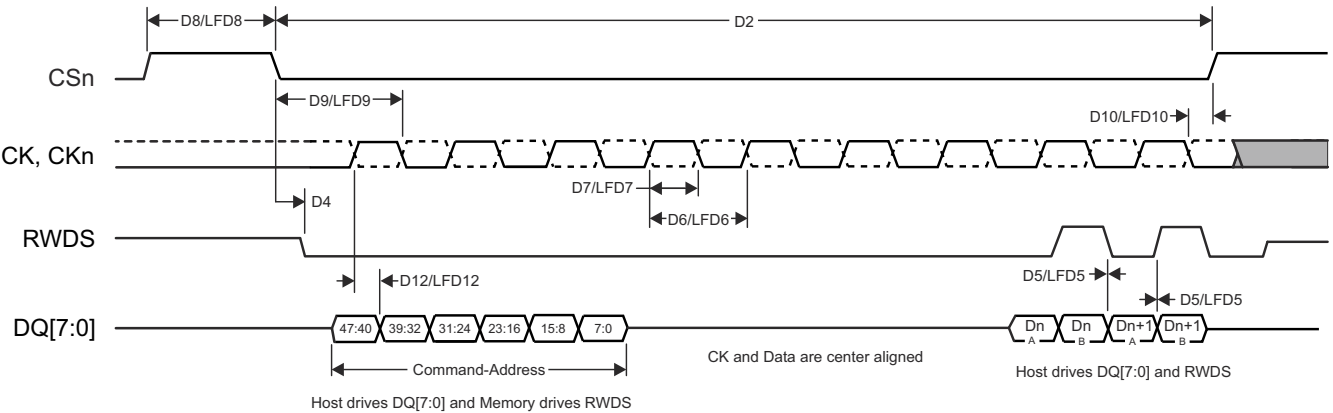 D8/LFD8
D2
CSn
D9/LFD9
D10/LFD10
CK, CKn
D7/LFD7
D4
D6/LFD6
RWDS
D12/LFD12
D5/LFD5
D5/LFD5
DQ[7:0]
47:40 39:32 31:24 23:16 15:8 7:0
Dn A Dn B Dn+1 A Dn+1 B
CK and Data are center aligned
Command-Address
Host drives DQ[7:0] and RWDS
Host drives DQ[7:0] and Memory drives RWDS